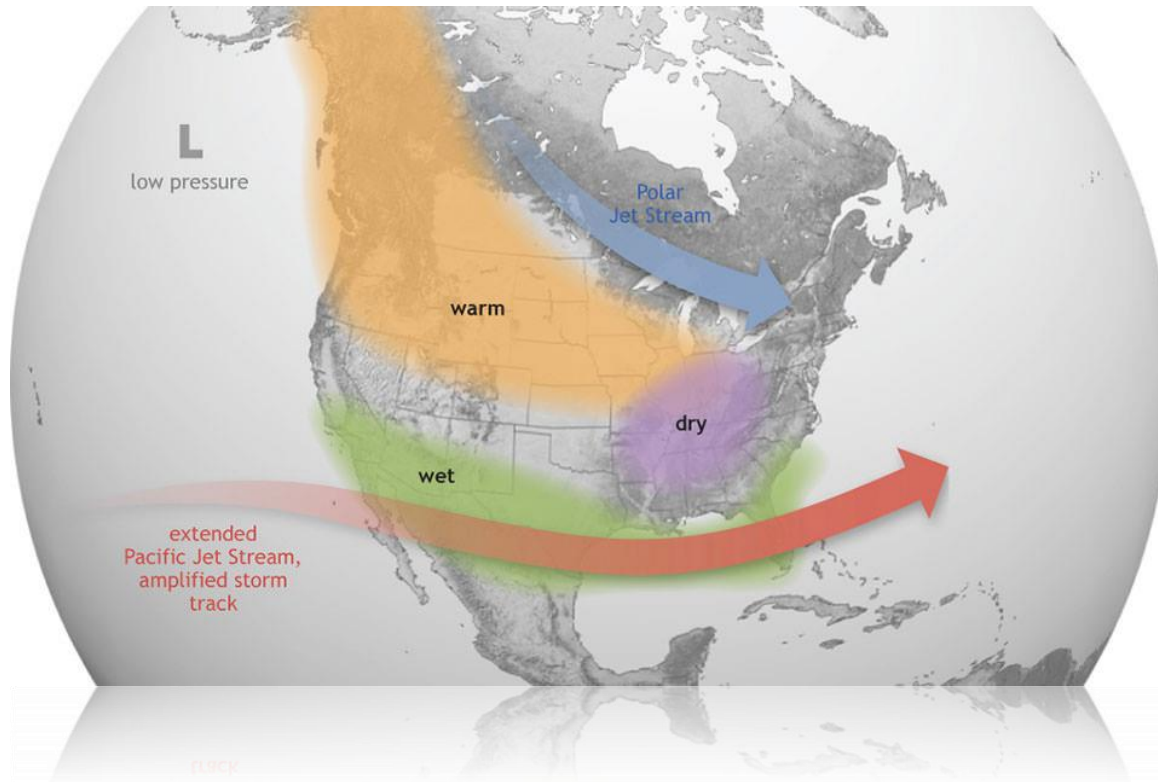 L
low pressure
Polar
Jet Stream
warm
dry
wet
extended
Pacific Jet Stream,
amplified storm
track